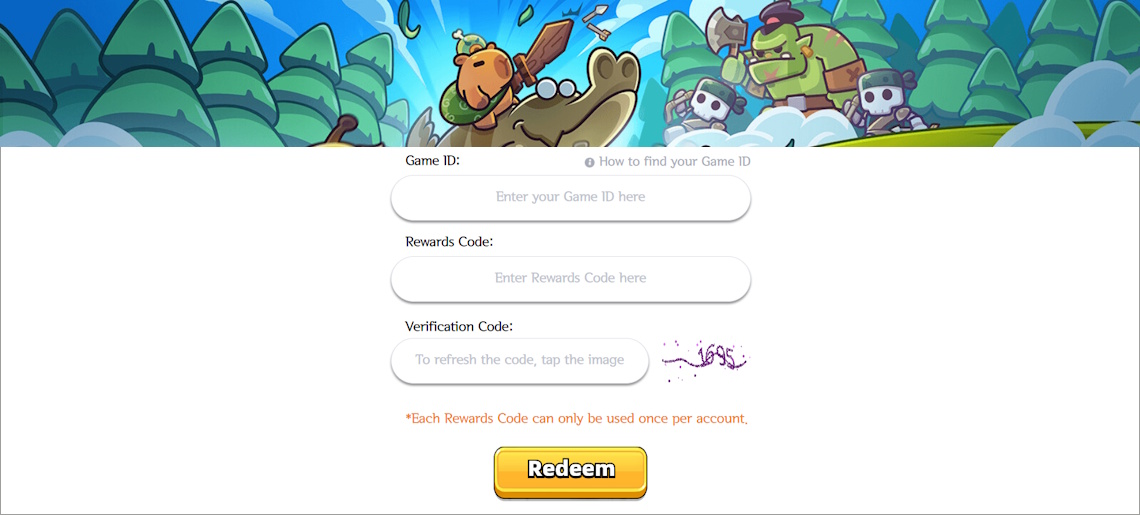 Game ID:
How to find your Game ID
Enter your Game ID here
Rewards Code:
Enter Rewards Code here
Verification Code:
To refresh the code, tap the image
1695
*Each Rewards Code can only be used once per account.
Redeem